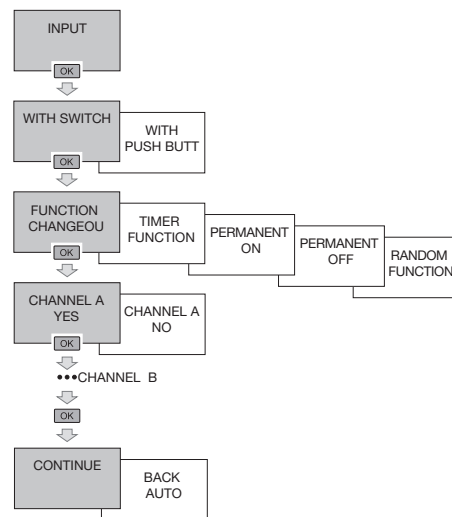 INPUT
OK
WITH SWITCH
WITH
PUSH BUTT
OK
FUNCTION
CHANGEOU
TIMER
FUNCTION
PERMANENT
ON
PERMANENT
OFF
RANDOM
FUNCTION
OK
CHANNEL A
YES
CHANNEL A
NO
OK
•••CHANNEL B
OK
CONTINUE
BACK
AUTO